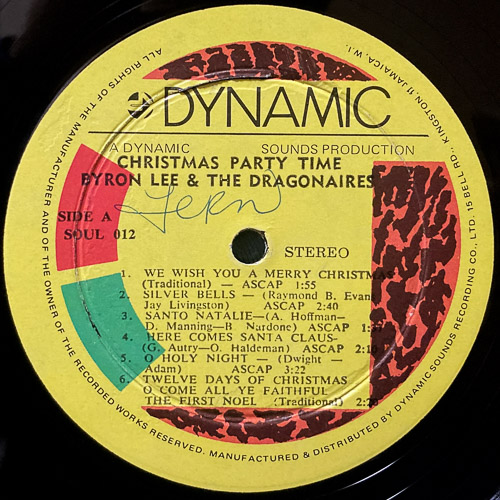 DYNAMIC
A DYNAMIC SOUNDS PRODUCTION
CHRISTMAS PARTY TIME
BYRON LEE & THE DRAGONAIRES
Fern
SIDE A
SOUL 012
STEREO
1. WE WISH YOU A MERRY CHRISTMAS
(Traditional) — ASCAP 1:55
2. SILVER BELLS — (Raymond B. Evans
Jay Livingston) ASCAP 2:40
3. SANTO NATALIE—(A. Hoffman—
D. Manning—B Nardone) ASCAP
4. HERE COMES SANTA CLAUS-
(G. Autry—O. Haldeman) ASCAP
5. O HOLY NIGHT — (Dwight —
Adam) ASCAP 3:22
6. TWELVE DAYS OF CHRISTMAS
O COME ALL YE FAITHFUL
THE FIRST NOEL (Traditional)
ALL RIGHTS OF THE MANUFACTURER AND OF THE OWNER OF THE RECORDED WORKS RESERVED. MANUFACTURED & DISTRIBUTED BY DYNAMIC SOUNDS RECORDING CO., LTD. 15 BELL RD., KINGSTON 11 JAMAICA, W.I.